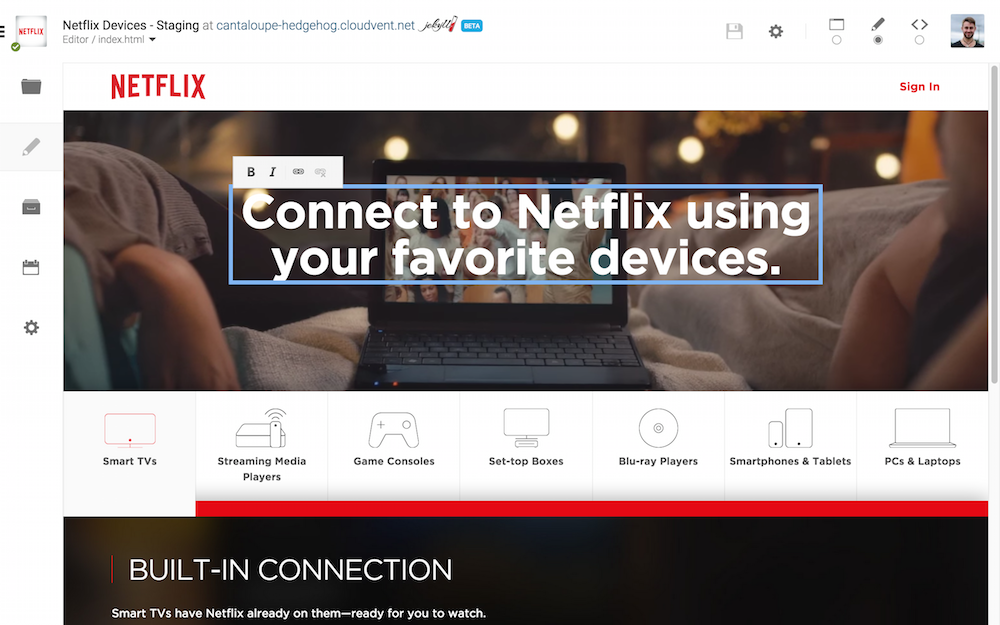 NETFLIX
Netflix Devices - Staging at cantaloupe-hedgehog.cloudvent.net jekyll BETA
Editor / index.html
NETFLIX
Sign In
B I
Connect to Netflix using
your favorite devices.
Smart TVs
Streaming Media
Players
Game Consoles
Set-top Boxes
Blu-ray Players
Smartphones & Tablets
PCs & Laptops
BUILT-IN CONNECTION
Smart TVs have Netflix already on them—ready for you to watch.